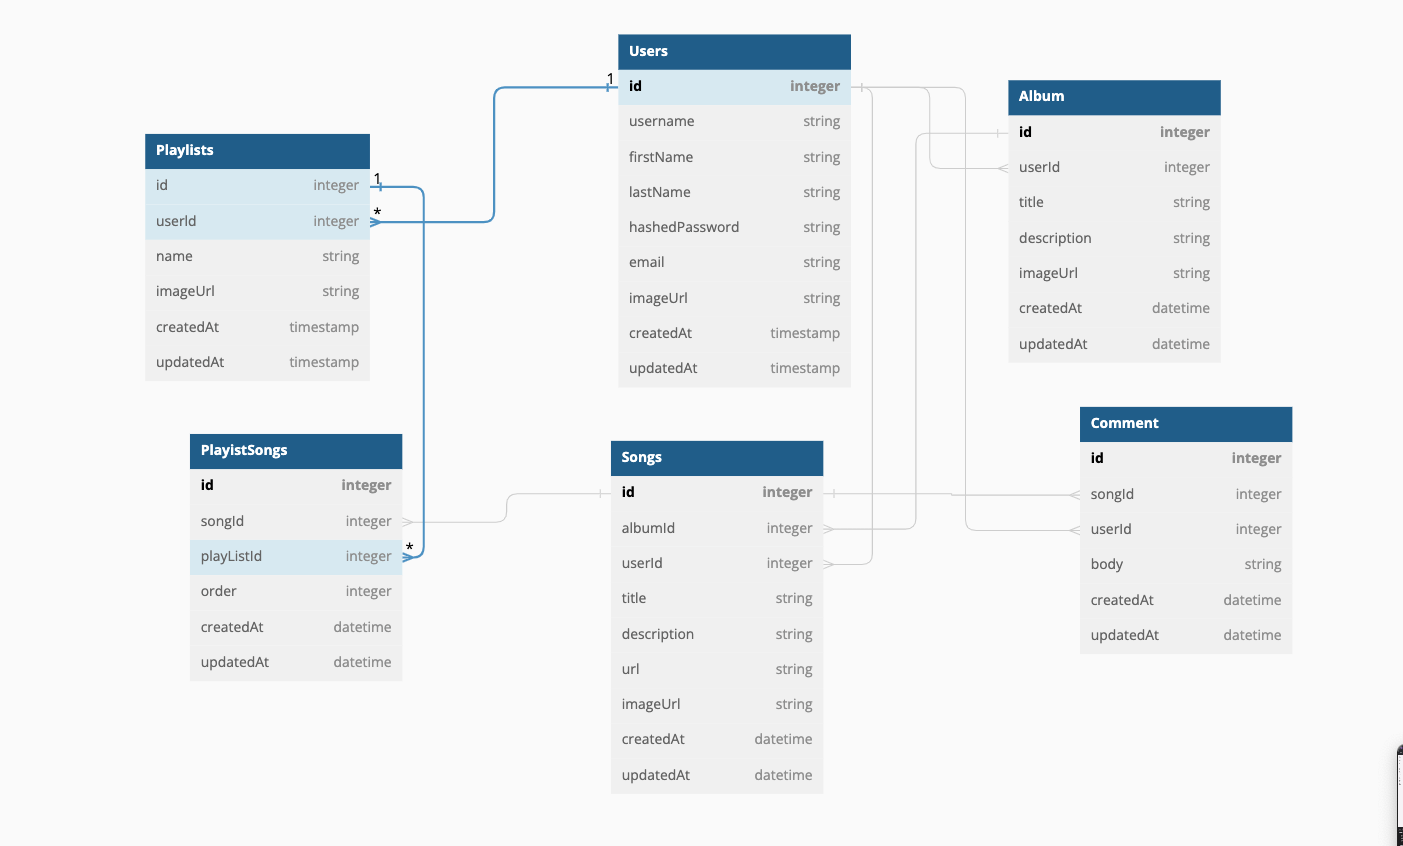 Users
1
id integer
username string
firstName string
lastName string
hashedPassword string
email string
imageUrl string
createdAt timestamp
updatedAt timestamp
Album
id integer
userId integer
title string
description string
imageUrl string
createdAt datetime
updatedAt datetime
Playlists
id integer
1
userId integer
*
name string
imageUrl string
createdAt timestamp
updatedAt timestamp
PlayistSongs
id integer
songId integer
playListId integer
*
order integer
createdAt datetime
updatedAt datetime
Songs
id integer
albumId integer
userId integer
title string
description string
url string
imageUrl string
createdAt datetime
updatedAt datetime
Comment
id integer
songId integer
userId integer
body string
createdAt datetime
updatedAt datetime